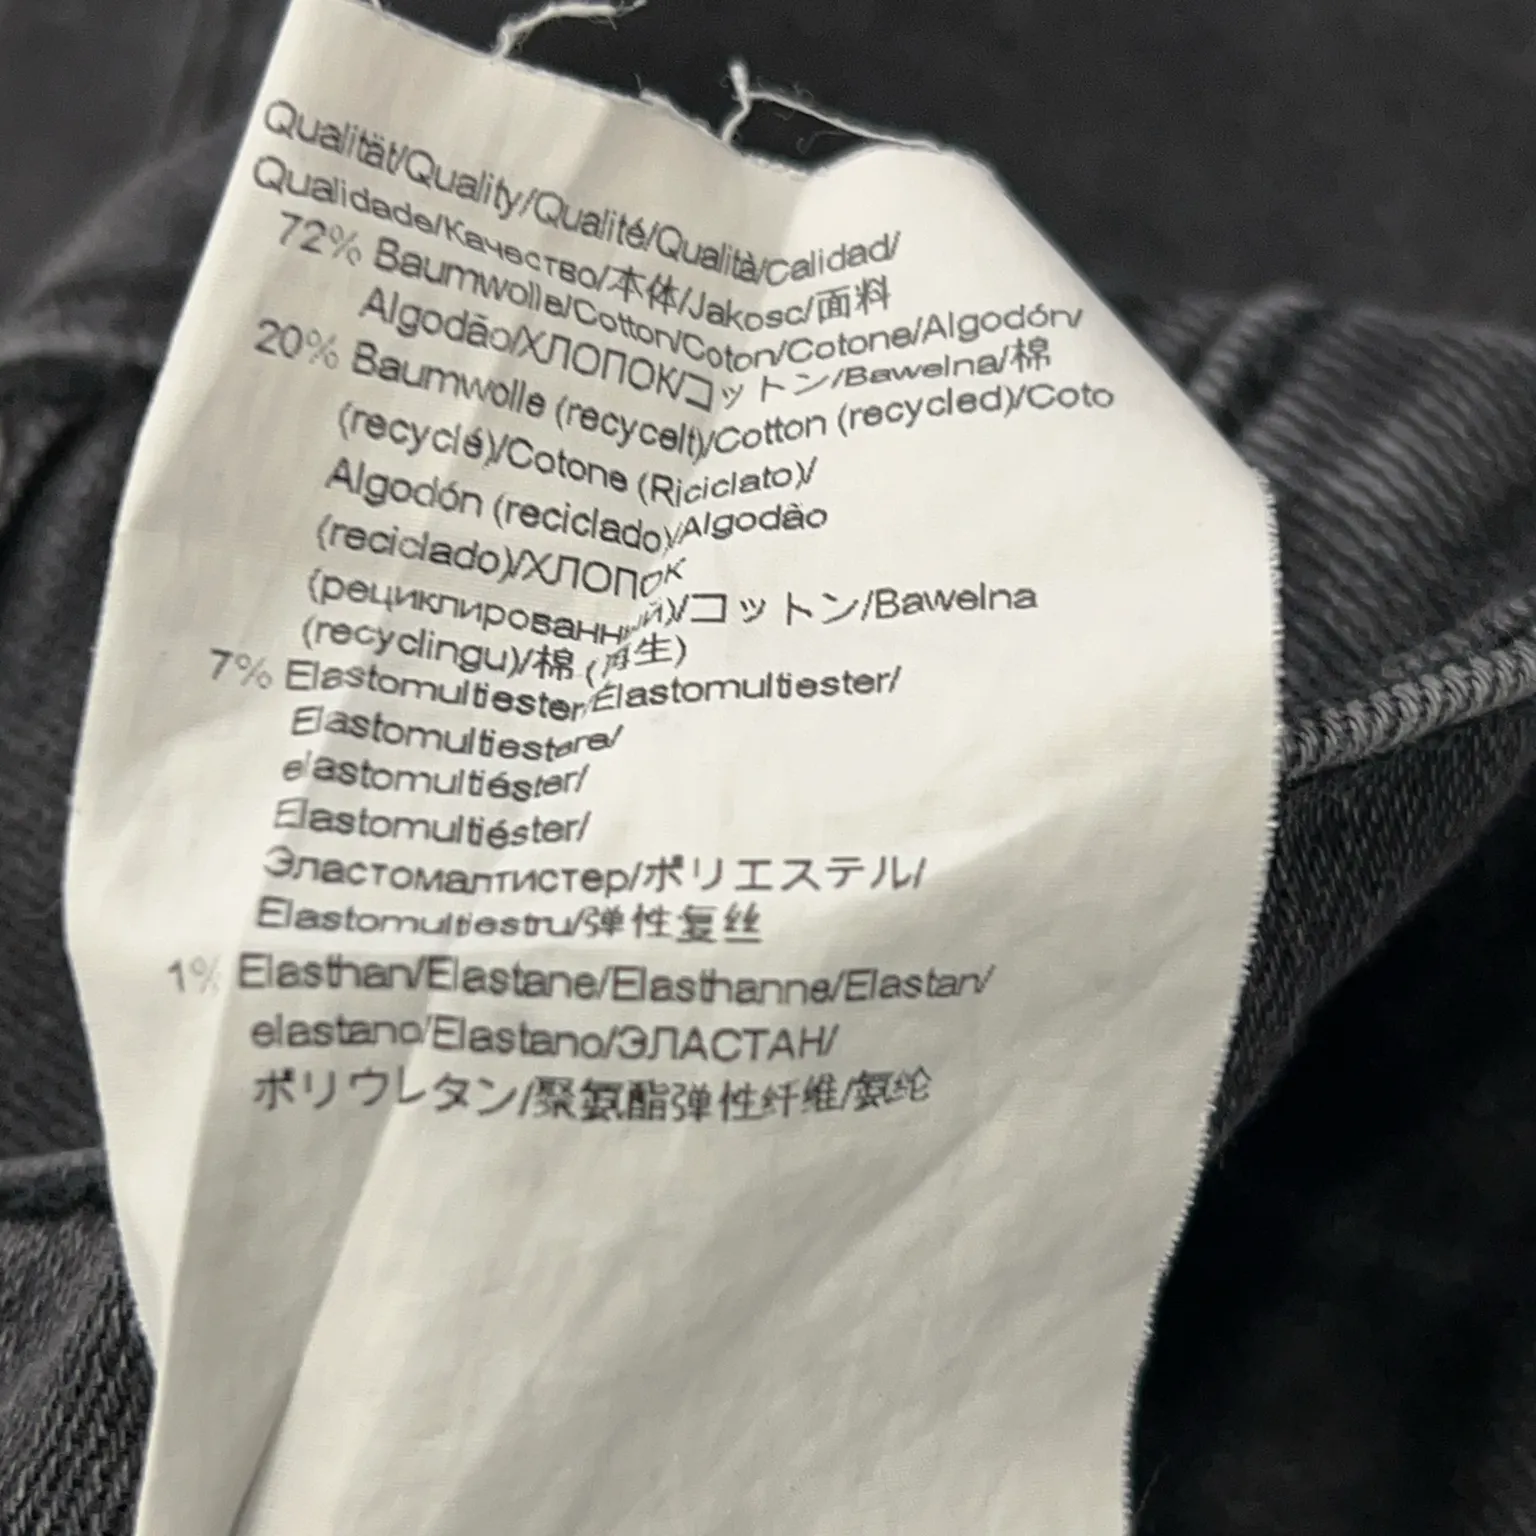 Qualität/Quality/Qualité/Qualità/Calidad/
Qualidade/Качество/本体/Jakosc/面料
72% Baumwolle/Cotton/Coton/Cotone/Algodón/
Algodão/ХЛОПОК/コットン/Bawelna/棉
20% Baumwolle (recycelt)/Cotton (recycled)/Coto
(recyclé)/Cotone (Riciclato)/
Algodón (reciclado)/Algodão
(reciclado)/ХЛОПОК
(рециклированный)/コットン/Bawelna
(recyclingu)/棉 (再生)
7% Elastomultiester/Élastomultiester/
Elastomultiestere/
elastomultiéster/
Elastomultiéster/
Эластомалтистер/ポリエステル/
Elastomultiestru/弹性复丝
1% Elasthan/Elastane/Elasthanne/Elastan/
elastano/Elastano/ЭЛАСТАН/
ポリウレタン/聚氨酯弹性纤维/氨纶